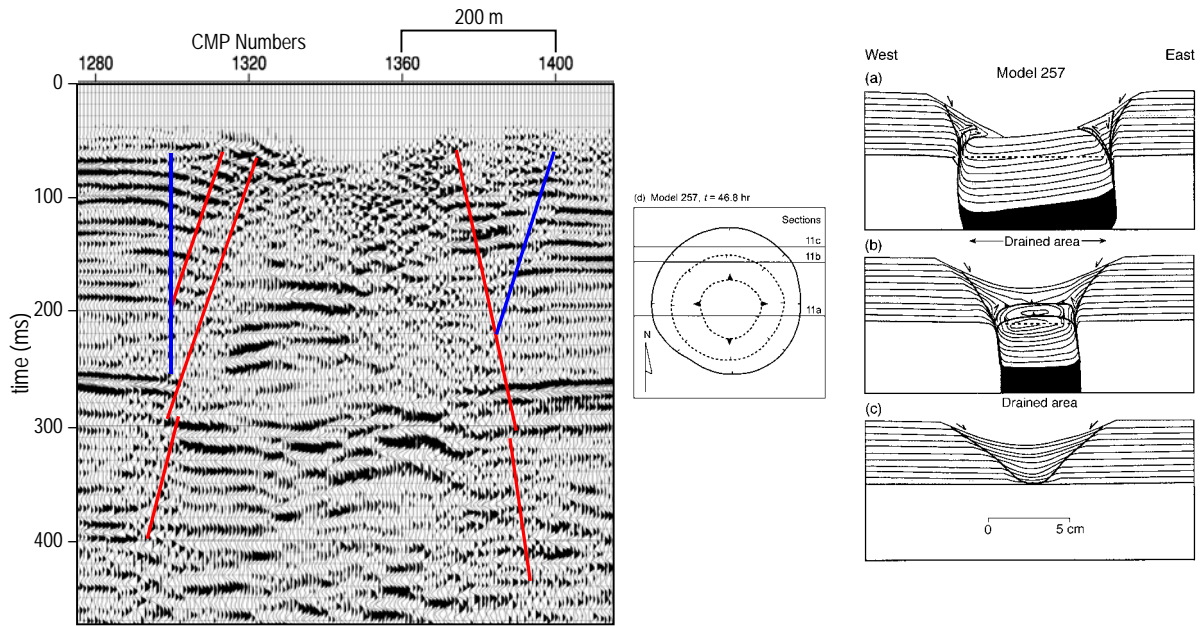 200 m
CMP Numbers
1280 1320 1360 1400
0
100
200
300
400
time (ms)
(d) Model 257, t = 46.8 hr
Sections
11c
11b
11a
N
West East
Model 257
(a)
Drained area
(b)
Drained area
(c)
0 5 cm